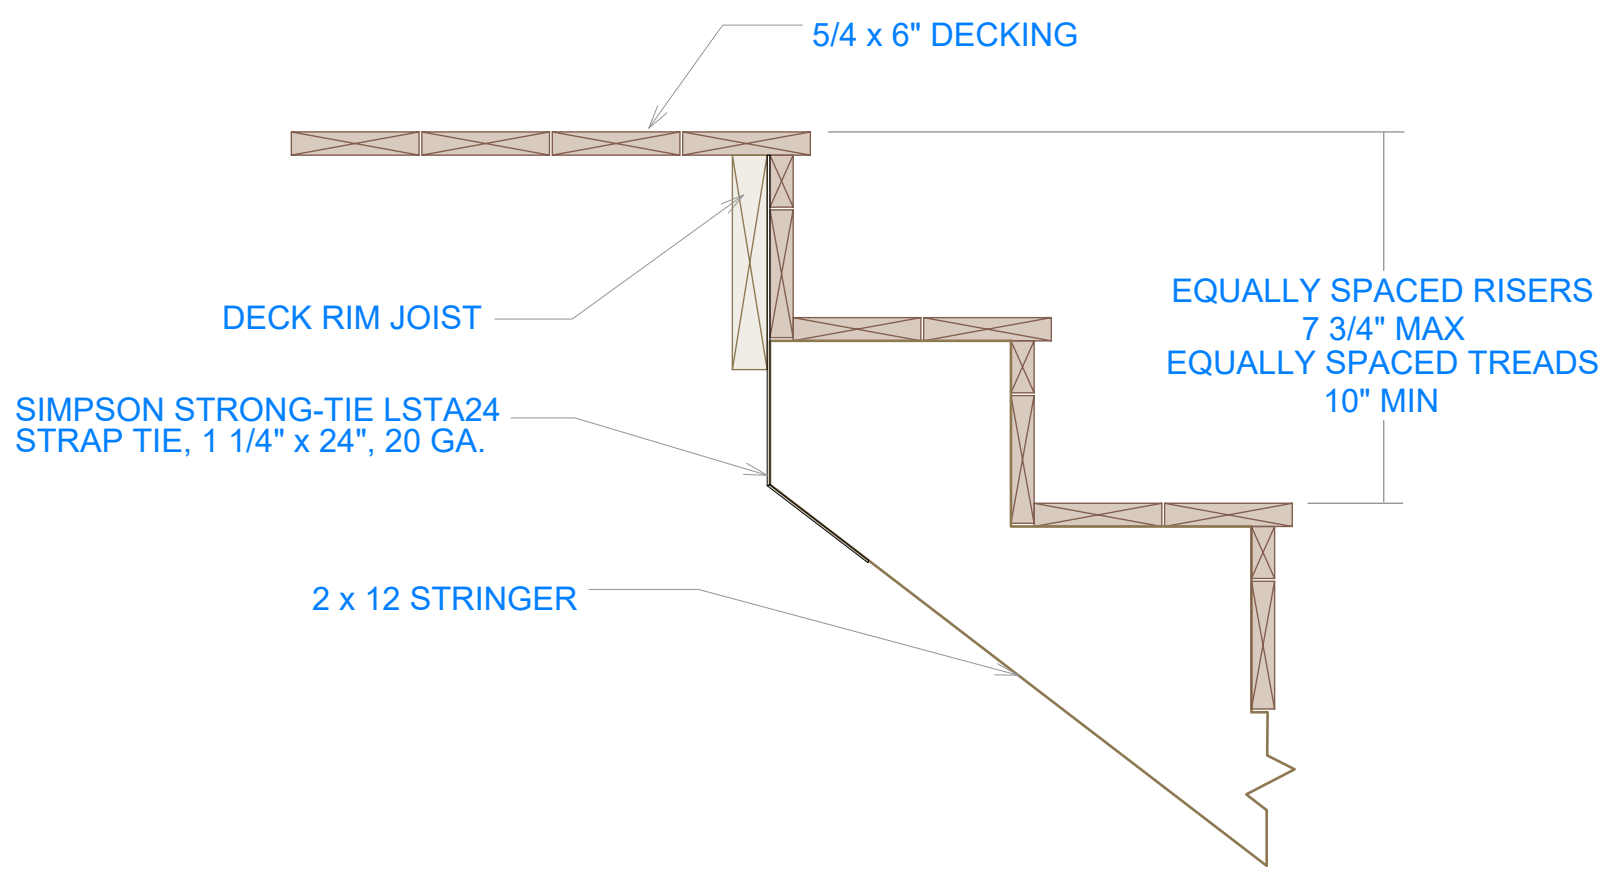 5/4 x 6" DECKING
EQUALLY SPACED RISERS
7 3/4" MAX
EQUALLY SPACED TREADS
10" MIN
DECK RIM JOIST
SIMPSON STRONG-TIE LSTA24
STRAP TIE, 1 1/4" x 24", 20 GA.
2 x 12 STRINGER